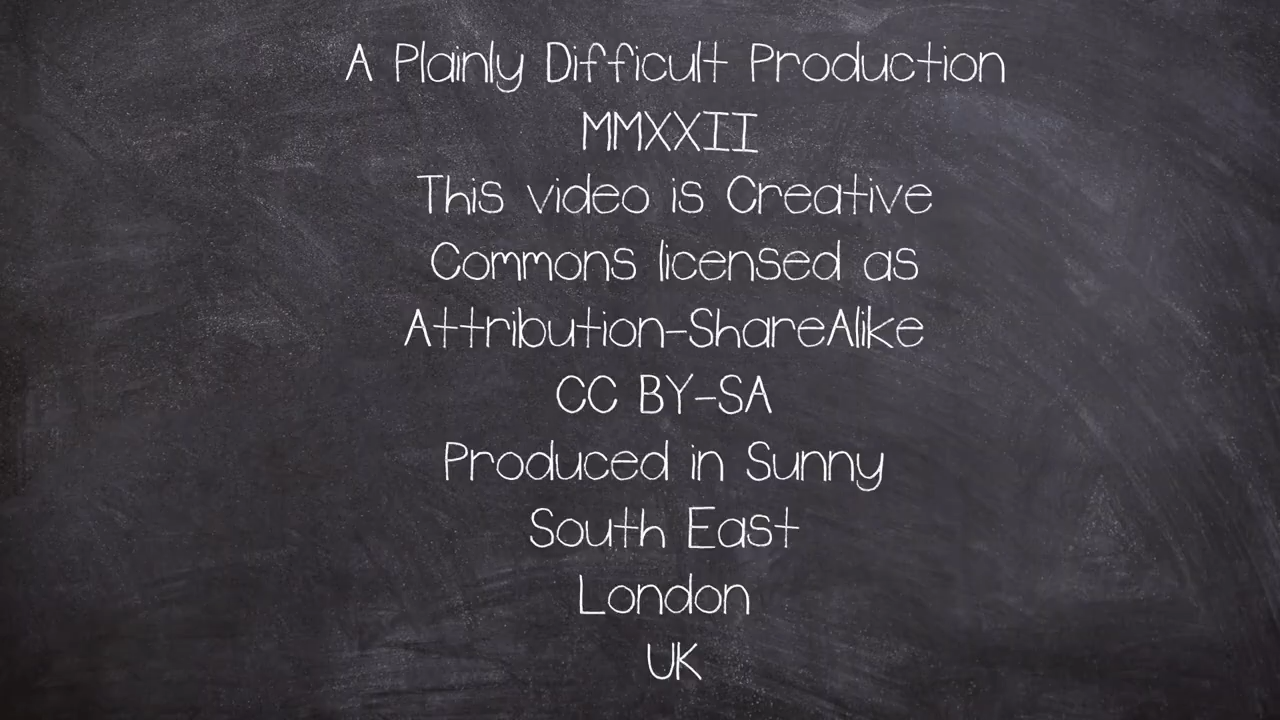 A Plainly Difficult Production
MMXXII
This video is Creative
Commons licensed as
Attribution-ShareAlike
CC BY-SA
Produced in Sunny
South East
London
UK